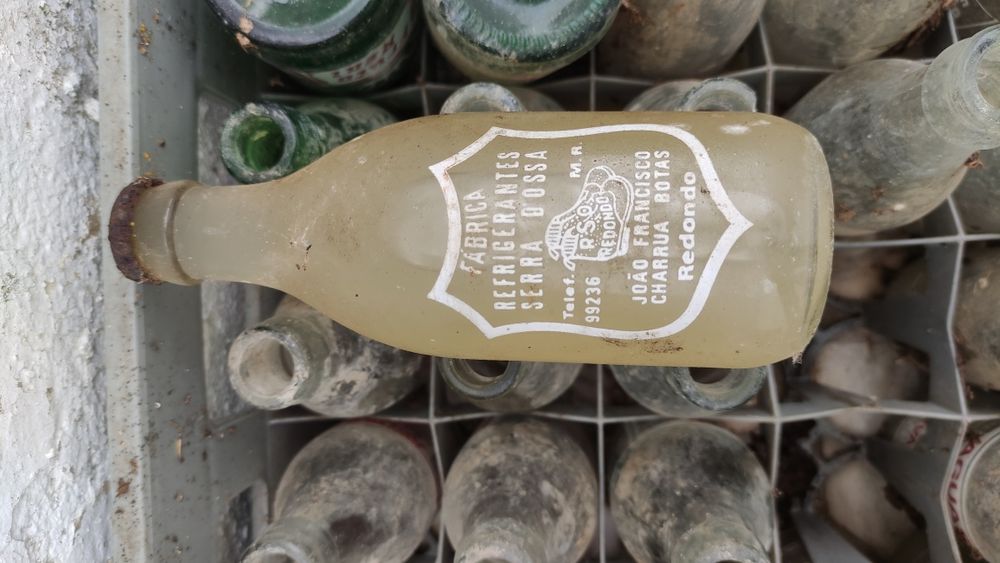 FÁBRICA
REFRIGERANTES
SERRA D'OSSA
M.R.
R.S.O.
REDONDO
Telef.
99236
JOÃO FRANCISCO
CHARRUA BOTAS
Redondo